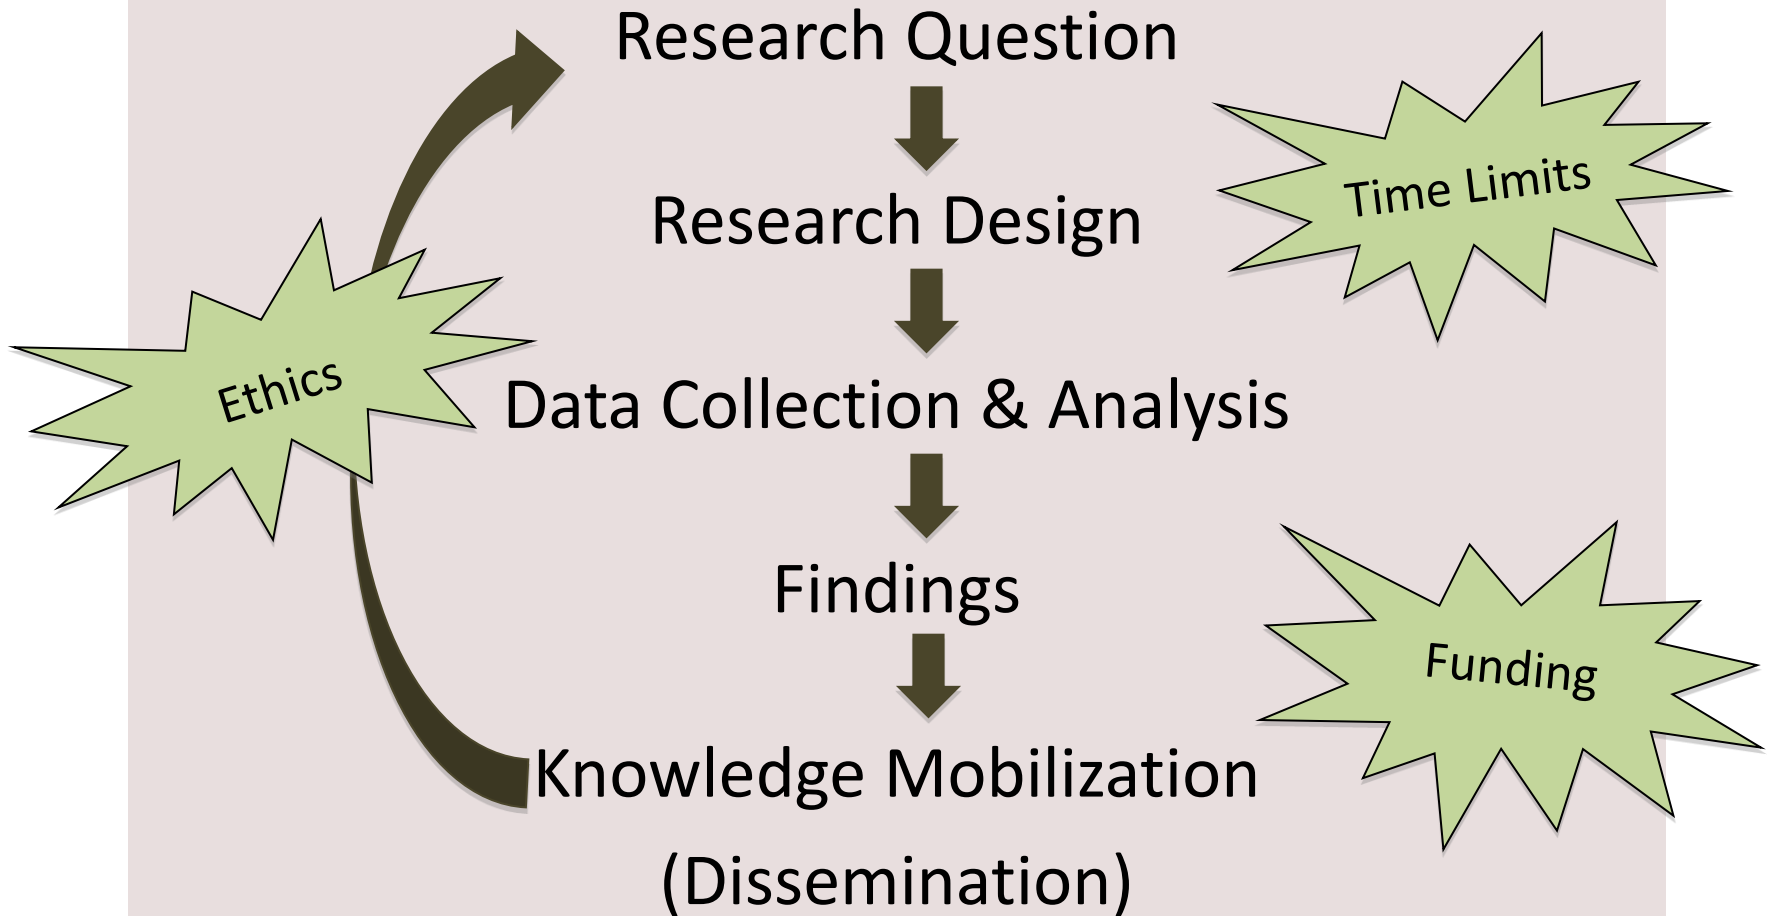 Research Question
Time Limits
Research Design
Ethics
Data Collection & Analysis
Findings
Funding
Knowledge Mobilization
(Dissemination)